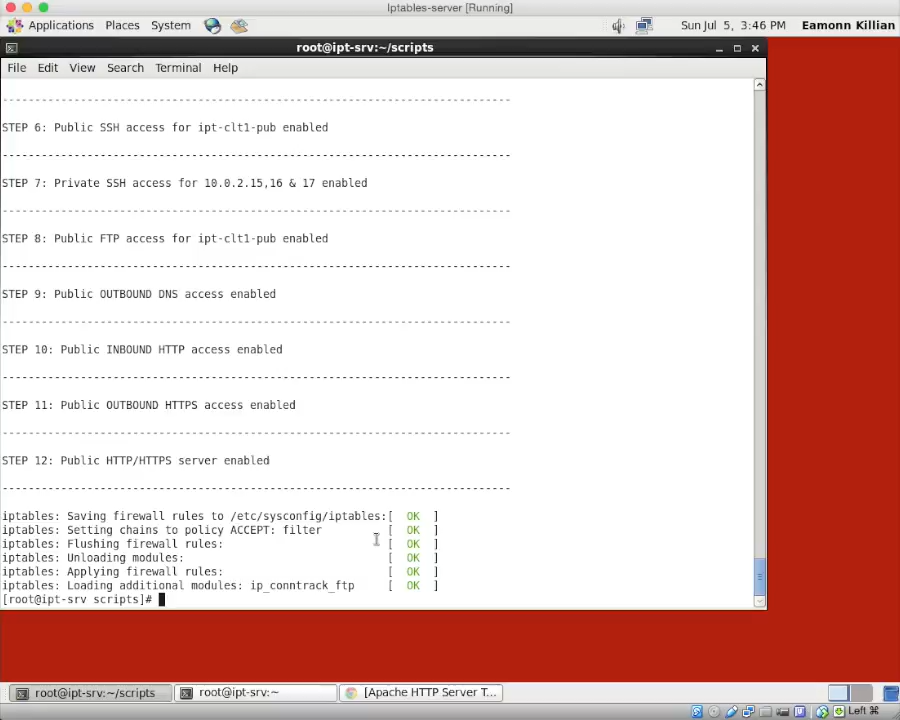 Iptables-server [Running]
Applications Places System Sun Jul 5, 3:46 PM Eamonn Killian
root@ipt-srv:~/scripts
File Edit View Search Terminal Help
------------------------------------------------------------------------------
STEP 6: Public SSH access for ipt-clt1-pub enabled
------------------------------------------------------------------------------
STEP 7: Private SSH access for 10.0.2.15,16 & 17 enabled
------------------------------------------------------------------------------
STEP 8: Public FTP access for ipt-clt1-pub enabled
------------------------------------------------------------------------------
STEP 9: Public OUTBOUND DNS access enabled
------------------------------------------------------------------------------
STEP 10: Public INBOUND HTTP access enabled
------------------------------------------------------------------------------
STEP 11: Public OUTBOUND HTTPS access enabled
------------------------------------------------------------------------------
STEP 12: Public HTTP/HTTPS server enabled
------------------------------------------------------------------------------
iptables: Saving firewall rules to /etc/sysconfig/iptables:[ OK ]
iptables: Setting chains to policy ACCEPT: filter [ OK ]
iptables: Flushing firewall rules: [ OK ]
iptables: Unloading modules: [ OK ]
iptables: Applying firewall rules: [ OK ]
iptables: Loading additional modules: ip_conntrack_ftp [ OK ]
[root@ipt-srv scripts]#
root@ipt-srv:~/scripts root@ipt-srv:~ [Apache HTTP Server T...
Left ⌘